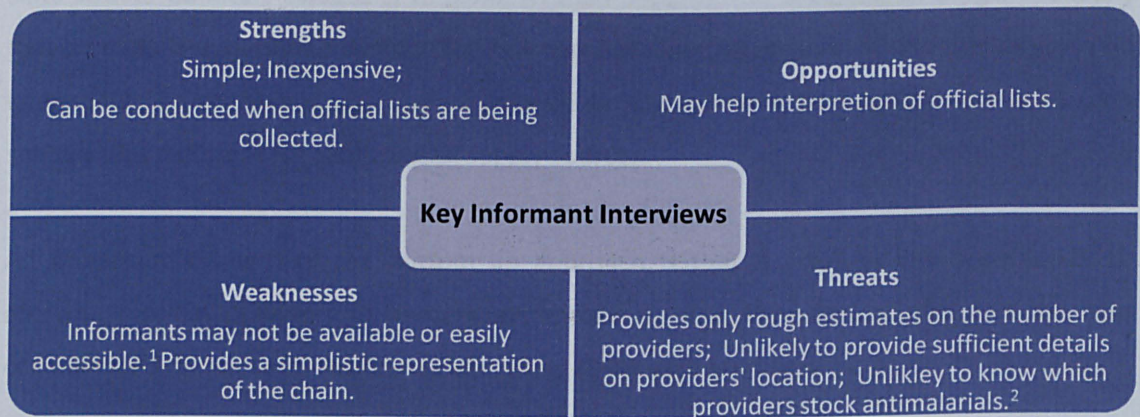 Strengths
Simple; Inexpensive;
Can be conducted when official lists are being
collected.
Opportunities
May help interpretion of official lists.
Key Informant Interviews
Weaknesses
Informants may not be available or easily
accessible.¹ Provides a simplistic representation
of the chain.
Threats
Provides only rough estimates on the number of
providers; Unlikely to provide sufficient details
on providers' location; Unlikley to know which
providers stock antimalarials.²